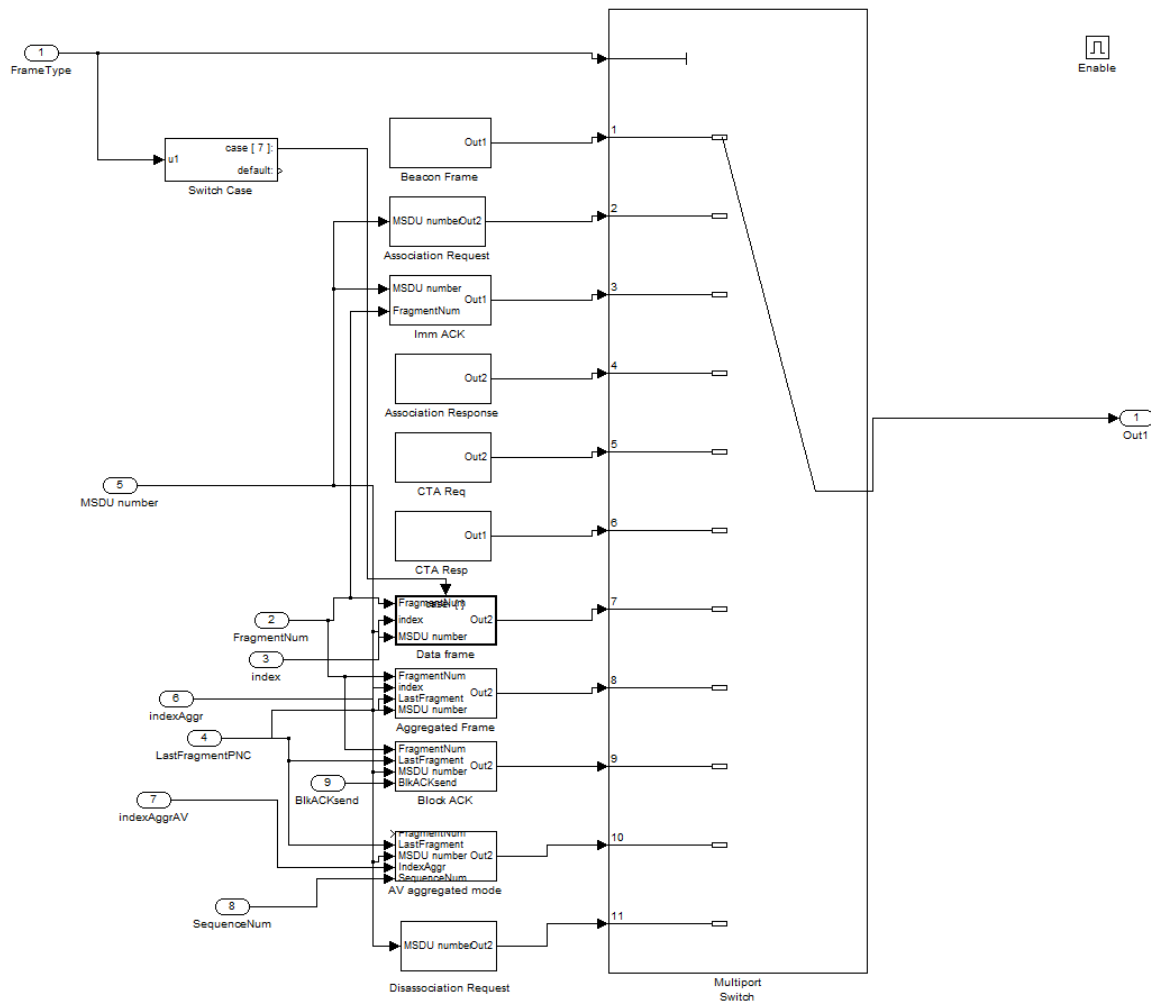 1
FrameType
Enable
u1
case [ 7 ]:
default:
Switch Case
Out1
Beacon Frame
1
MSDU number
Out2
Association Request
2
MSDU number
FragmentNum
Out1
Imm ACK
3
Out2
Association Response
4
1
Out1
Out2
CTA Req
5
5
MSDU number
Out1
CTA Resp
6
2
FragmentNum
3
index
FragmentNum
case: { }
index
MSDU number
Out2
Data frame
7
6
indexAggr
4
LastFragmentPNC
FragmentNum
index
LastFragment
MSDU number
Out2
Aggregated Frame
8
9
BlkACKsend
FragmentNum
LastFragment
MSDU number
BlkACKsend
Out2
Block ACK
9
7
indexAggrAV
8
SequenceNum
FragmentNum
LastFragment
MSDU number
IndexAggr
SequenceNum
Out2
AV aggregated mode
10
MSDU number
Out2
Disassociation Request
11
Multiport
Switch